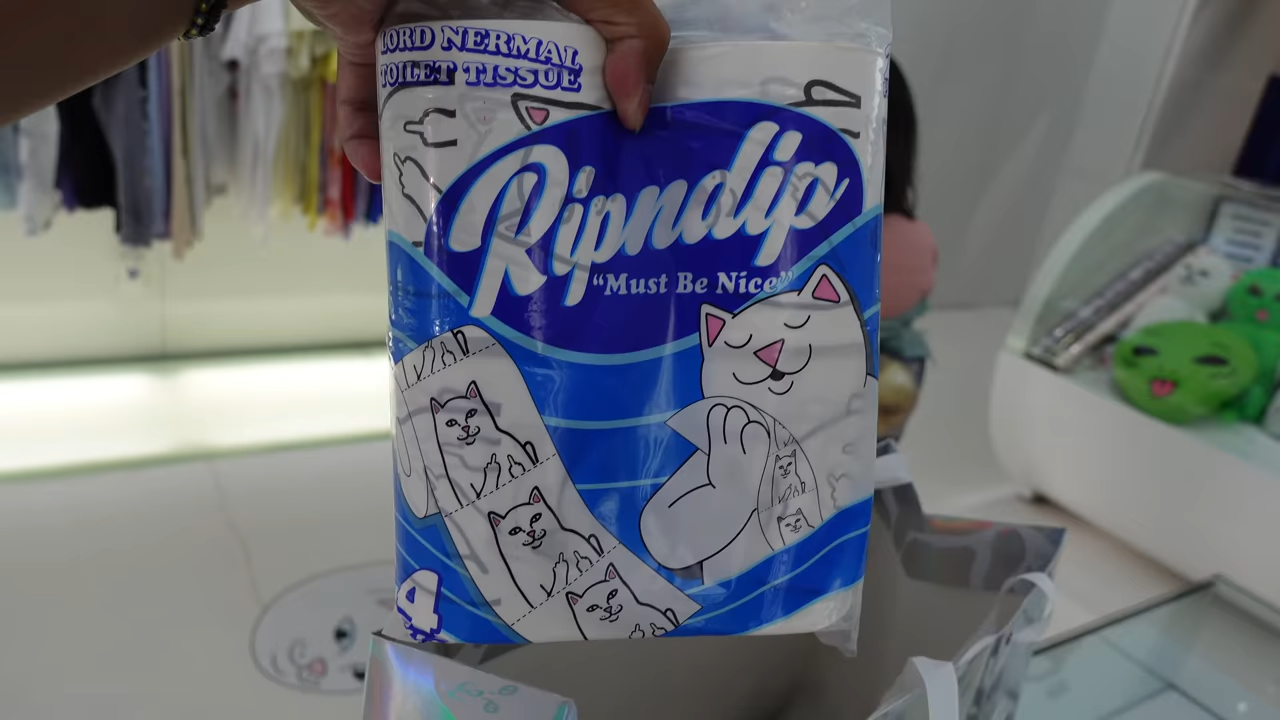 LORD NERMAL
TOILET TISSUE
Ripndip
“Must Be Nice”
4